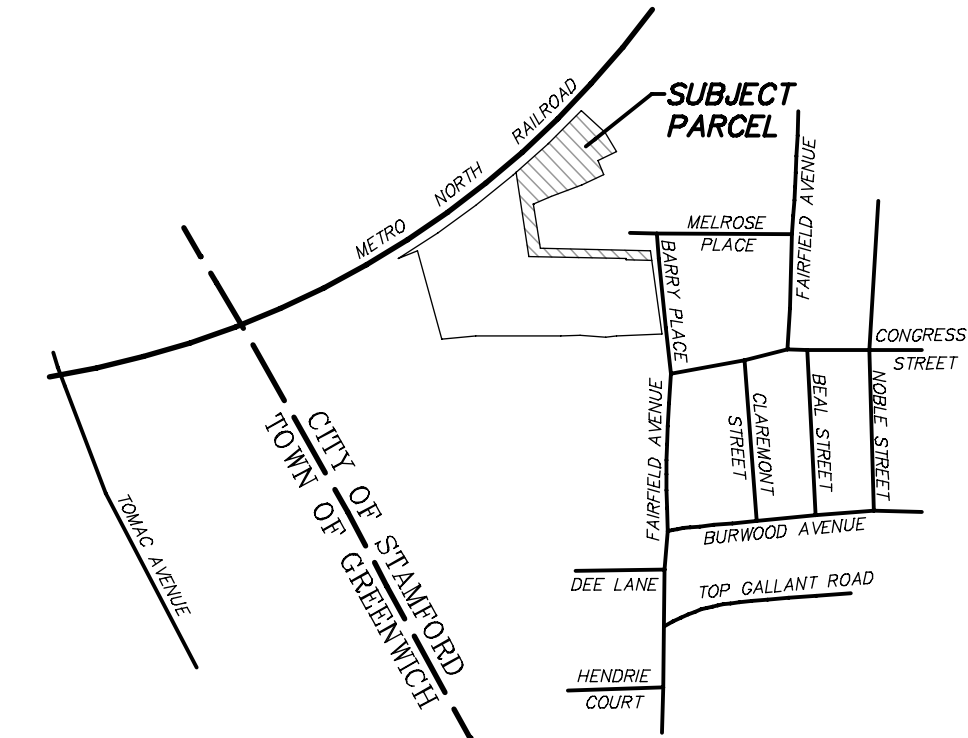 SUBJECT
PARCEL
METRO NORTH RAILROAD
FAIRFIELD AVENUE
MELROSE
PLACE
BARRY PLACE
CONGRESS
STREET
FAIRFIELD AVENUE
CLAREMONT
STREET
BEAL STREET
NOBLE STREET
CITY OF STAMFORD
TOWN OF GREENWICH
TOMAC AVENUE
BURWOOD AVENUE
DEE LANE
TOP GALLANT ROAD
HENDRIE
COURT